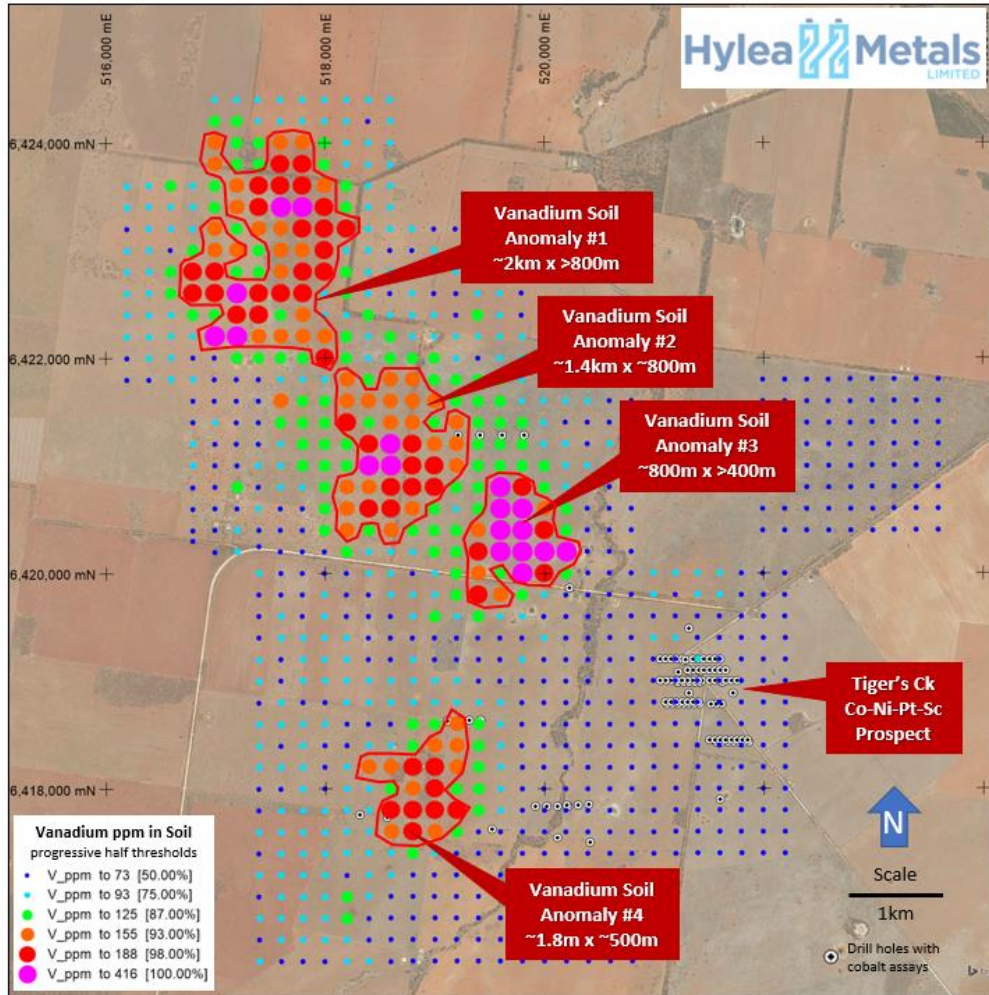 516,000 mE
518,000 mE
520,000 mE
Hylea Metals
LIMITED
6,424,000 mN
6,422,000 mN
6,420,000 mN
6,418,000 mN
Vanadium Soil
Anomaly #1
~2km x >800m
Vanadium Soil
Anomaly #2
~1.4km x ~800m
Vanadium Soil
Anomaly #3
~800m x >400m
Tiger's Ck
Co-Ni-Pt-Sc
Prospect
Vanadium Soil
Anomaly #4
~1.8m x ~500m
N
Scale
1km
Drill holes with
cobalt assays
Vanadium ppm in Soil
progressive half thresholds
V_ppm to 73 [50.00%]
V_ppm to 93 [75.00%]
V_ppm to 125 [87.00%]
V_ppm to 155 [93.00%]
V_ppm to 188 [98.00%]
V_ppm to 416 [100.00%]